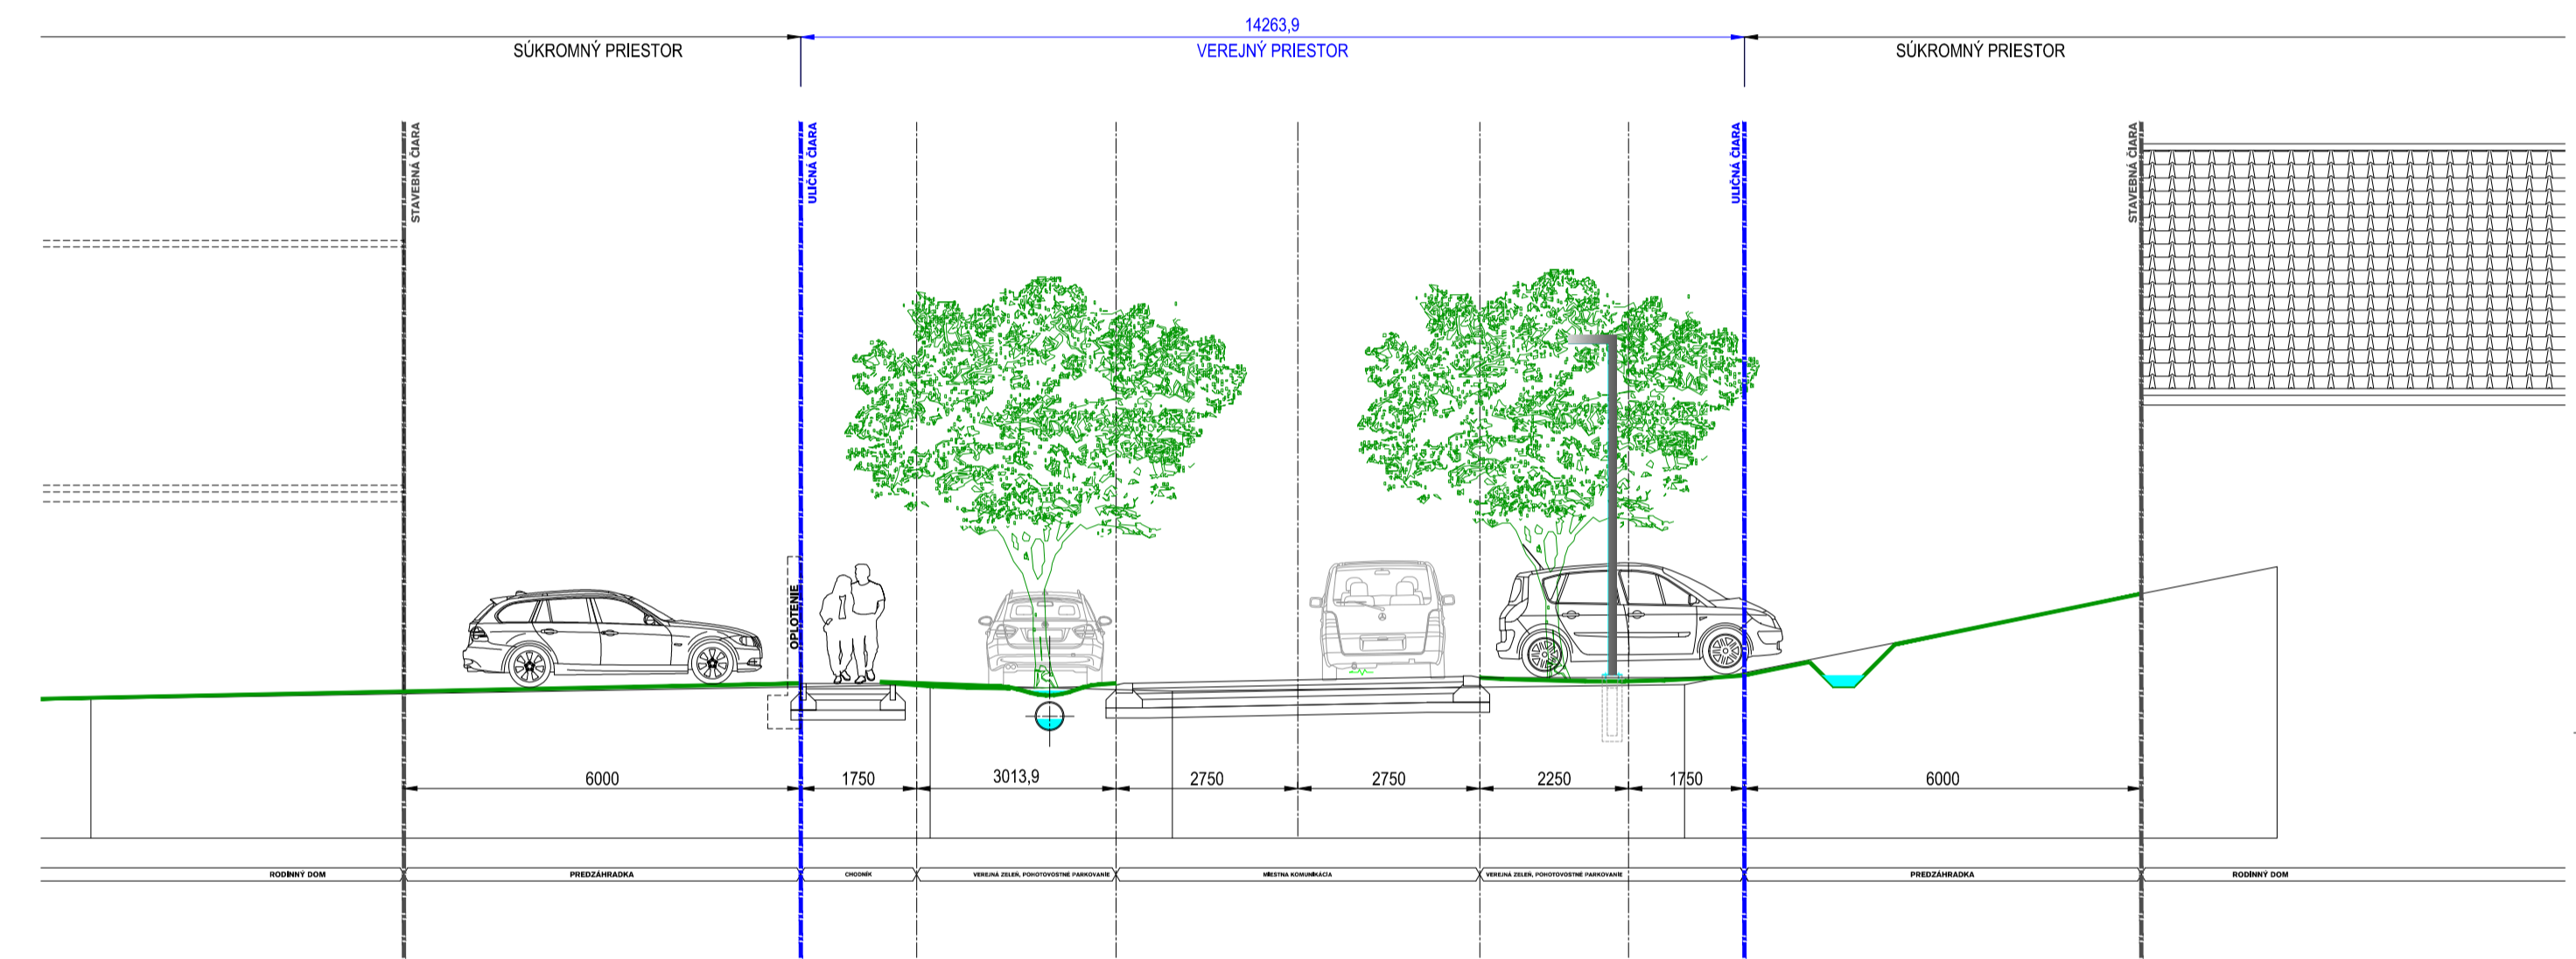 14263,9
SÚKROMNÝ PRIESTOR
VEREJNÝ PRIESTOR
SÚKROMNÝ PRIESTOR
STAVEBNÁ ČIARA
ULIČNÁ ČIARA
ULIČNÁ ČIARA
STAVEBNÁ ČIARA
OPLOTENIE
6000
1750
3013,9
2750
2750
2250
1750
6000
RODINNÝ DOM
PREDZÁHRADKA
CHODNÍK
VEREJNÁ ZELEŇ, POHOTOVOSTNÉ PARKOVANIE
MIESTNA KOMUNIKÁCIA
VEREJNÁ ZELEŇ, POHOTOVOSTNÉ PARKOVANIE
PREDZÁHRADKA
RODINNÝ DOM